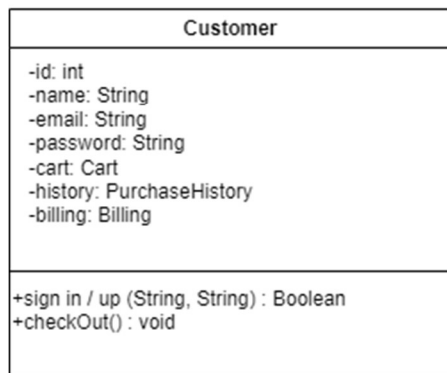 Customer
-id: int
-name: String
-email: String
-password: String
-cart: Cart
-history: PurchaseHistory
-billing: Billing
+sign in / up (String, String) : Boolean
+checkOut() : void